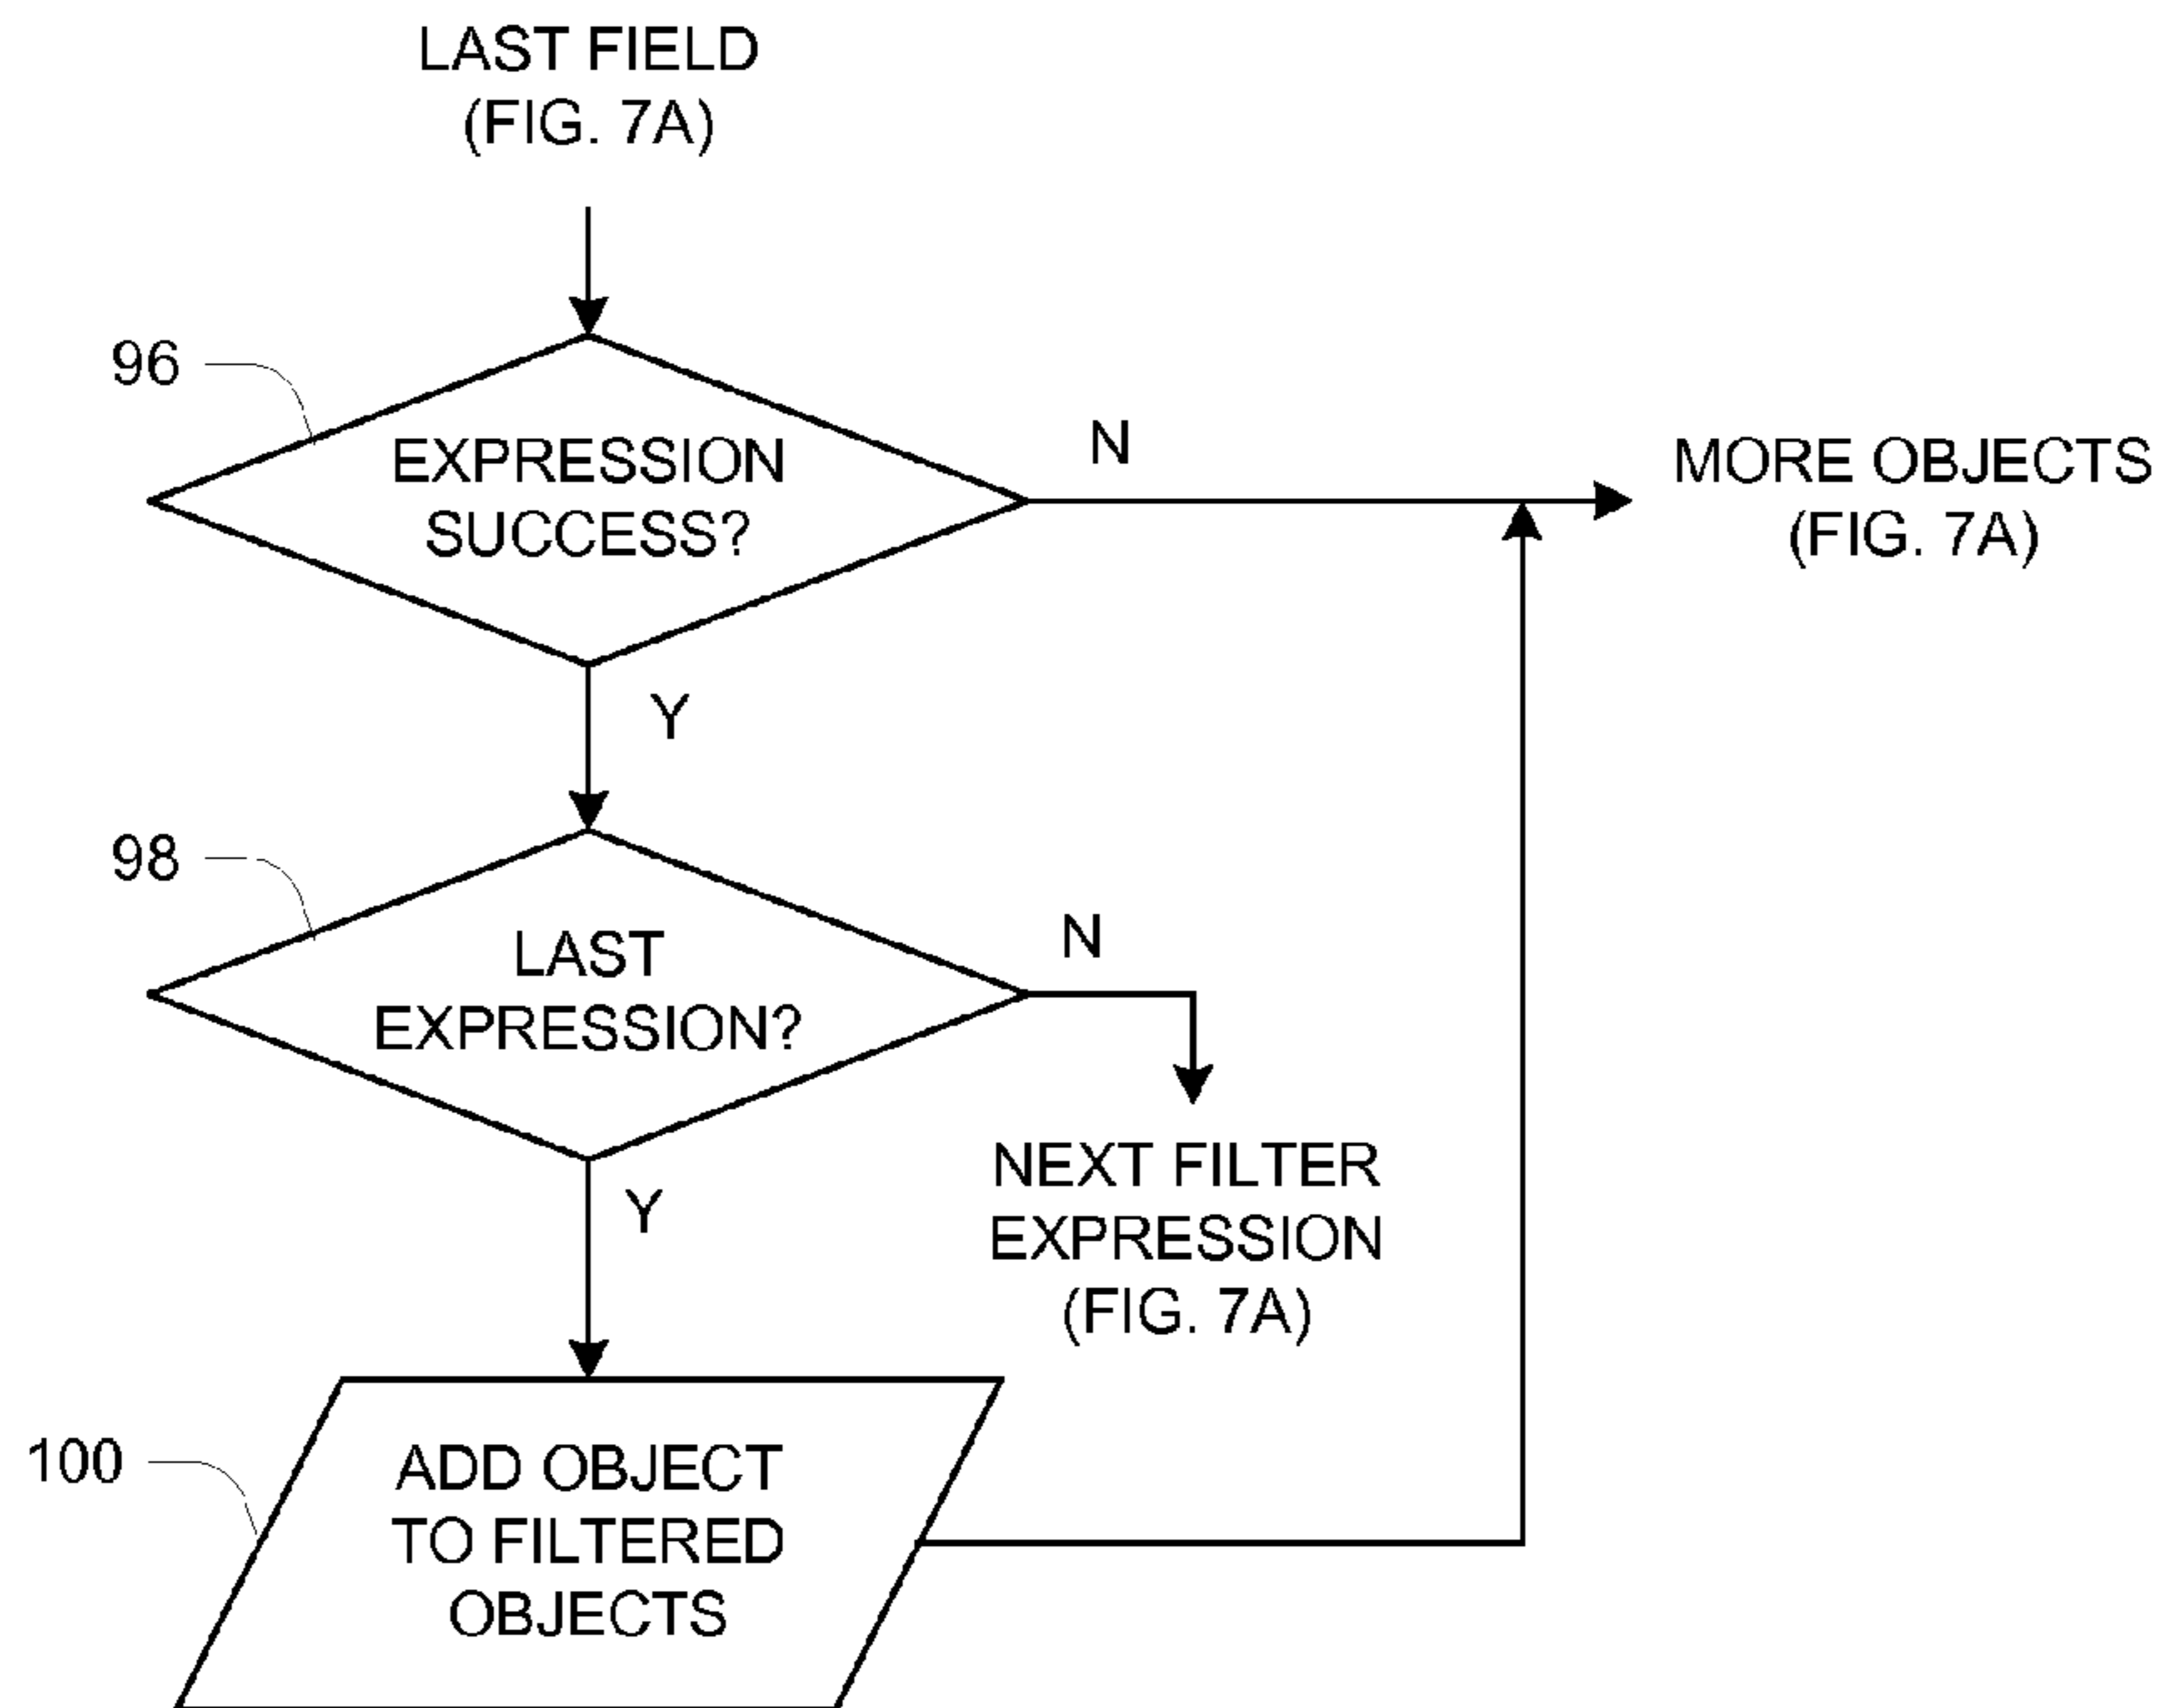 LAST FIELD
(FIG. 7A)
96
EXPRESSION
SUCCESS?
N
MORE OBJECTS
(FIG. 7A)
Y
98
LAST
EXPRESSION?
N
NEXT FILTER
EXPRESSION
(FIG. 7A)
Y
100
ADD OBJECT
TO FILTERED
OBJECTS